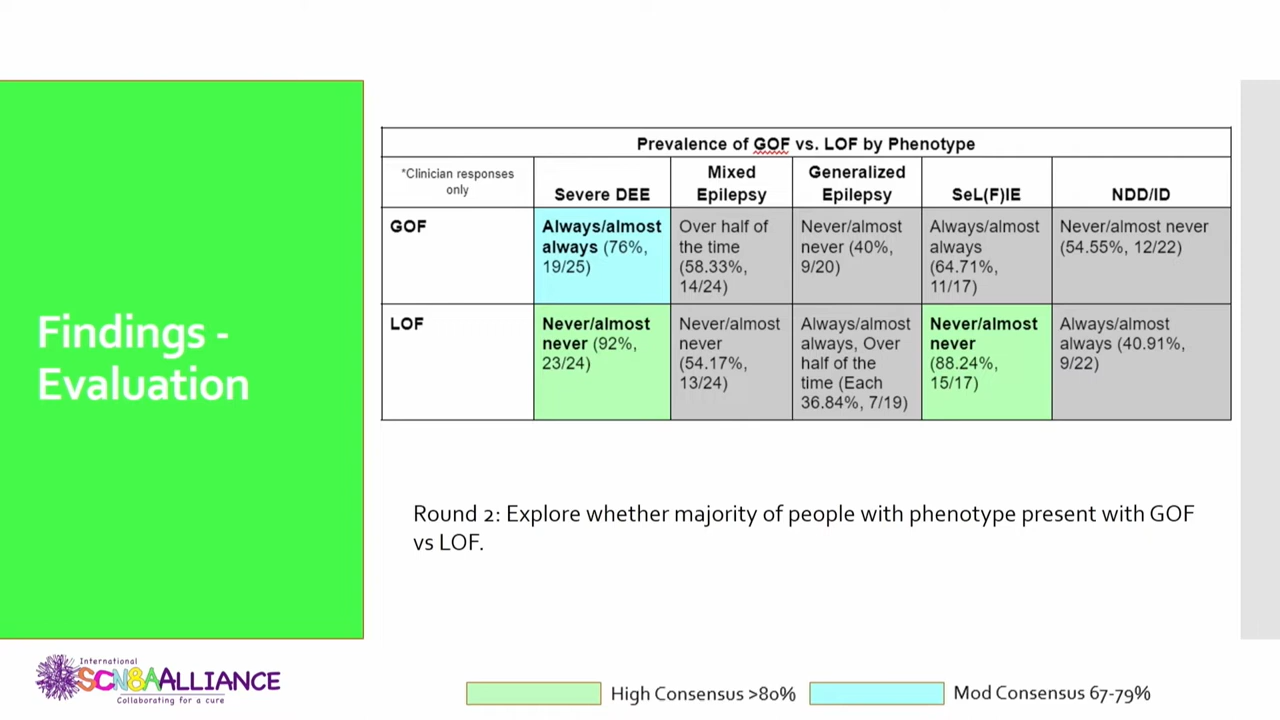 Findings -
Evaluation
Prevalence of GOF vs. LOF by Phenotype
*Clinician responses
only
Severe DEE
Mixed
Epilepsy
Generalized
Epilepsy
SeL(F)IE
NDD/ID
GOF
Always/almost
always (76%,
19/25)
Over half of
the time
(58.33%,
14/24)
Never/almost
never (40%,
9/20)
Always/almost
always
(64.71%,
11/17)
Never/almost never
(54.55%, 12/22)
LOF
Never/almost
never (92%,
23/24)
Never/almost
never
(54.17%,
13/24)
Always/almost
always, Over
half of the
time (Each
36.84%, 7/19)
Never/almost
never
(88.24%,
15/17)
Always/almost
always (40.91%,
9/22)
Round 2: Explore whether majority of people with phenotype present with GOF
vs LOF.
International
SCN8AALLIANCE
Collaborating for a cure
High Consensus >80%
Mod Consensus 67-79%